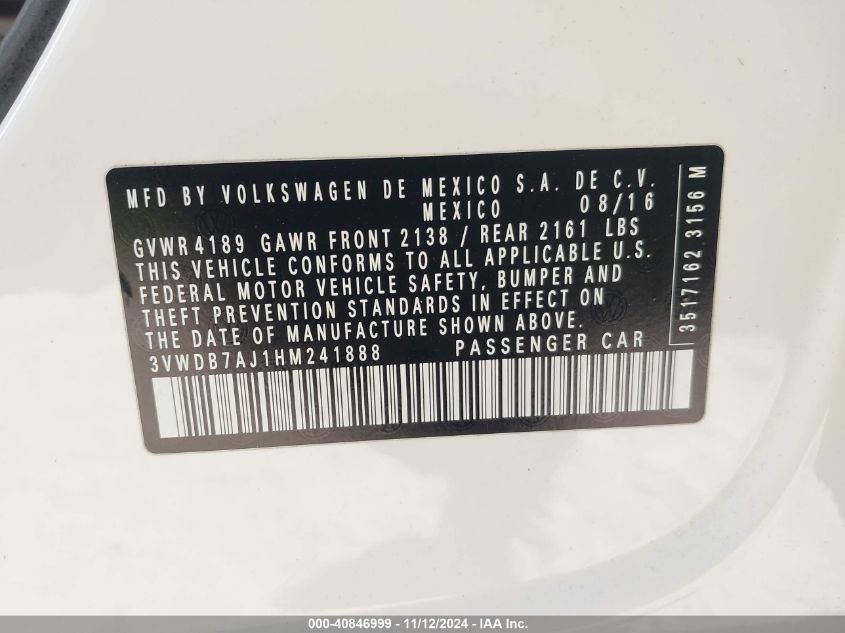 MFD BY VOLKSWAGEN DE MEXICO S.A. DE C.V.
MEXICO 08/16
GVWR 4189 GAWR FRONT 2138 / REAR 2161 LBS
THIS VEHICLE CONFORMS TO ALL APPLICABLE U.S.
FEDERAL MOTOR VEHICLE SAFETY, BUMPER AND
THEFT PREVENTION STANDARDS IN EFFECT ON
THE DATE OF MANUFACTURE SHOWN ABOVE.
3VWDB7AJ1HM241888 PASSENGER CAR
3517162 3156 M
000-40846999 - 11/12/2024 - IAA Inc.